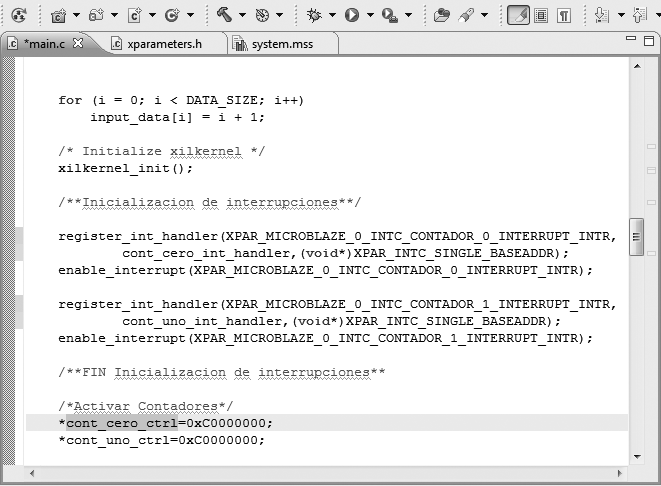 *main.c
xparameters.h
system.mss
for (i = 0; i < DATA_SIZE; i++)
input_data[i] = i + 1;
/* Initialize xilkernel */
xilkernel_init();
/**Inicializacion de interrupciones**/
register_int_handler(XPAR_MICROBLAZE_0_INTC_CONTADOR_0_INTERRUPT_INTR,
cont_cero_int_handler,(void*)XPAR_INTC_SINGLE_BASEADDR);
enable_interrupt(XPAR_MICROBLAZE_0_INTC_CONTADOR_0_INTERRUPT_INTR);
register_int_handler(XPAR_MICROBLAZE_0_INTC_CONTADOR_1_INTERRUPT_INTR,
cont_uno_int_handler,(void*)XPAR_INTC_SINGLE_BASEADDR);
enable_interrupt(XPAR_MICROBLAZE_0_INTC_CONTADOR_1_INTERRUPT_INTR);
/**FIN Inicializacion de interrupciones**
/*Activar Contadores*/
*cont_cero_ctrl=0xC0000000;
*cont_uno_ctrl=0xC0000000;